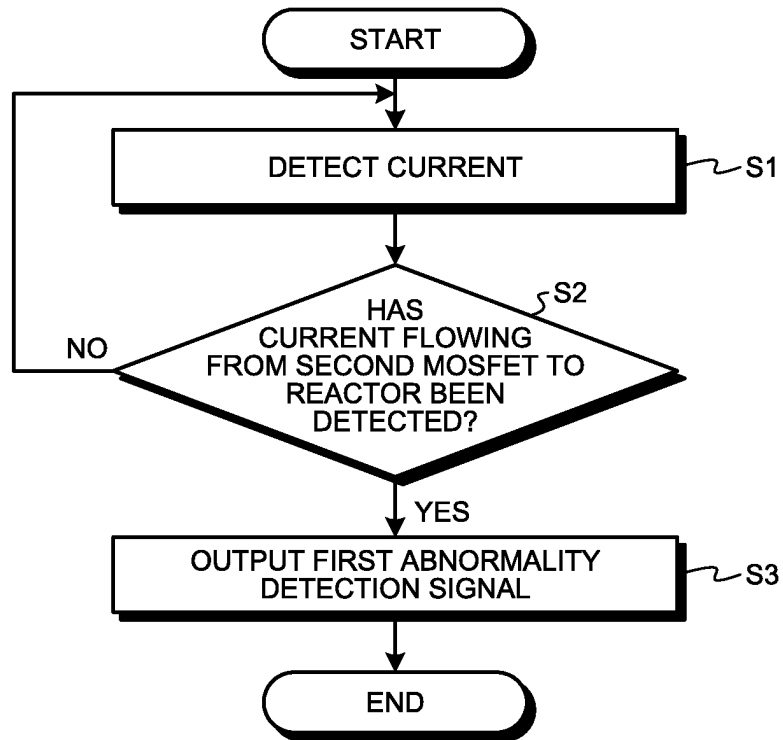 START
DETECT CURRENT
S1
S2
HAS
CURRENT FLOWING
FROM SECOND MOSFET TO
REACTOR BEEN
DETECTED?
NO
YES
OUTPUT FIRST ABNORMALITY
DETECTION SIGNAL
S3
END